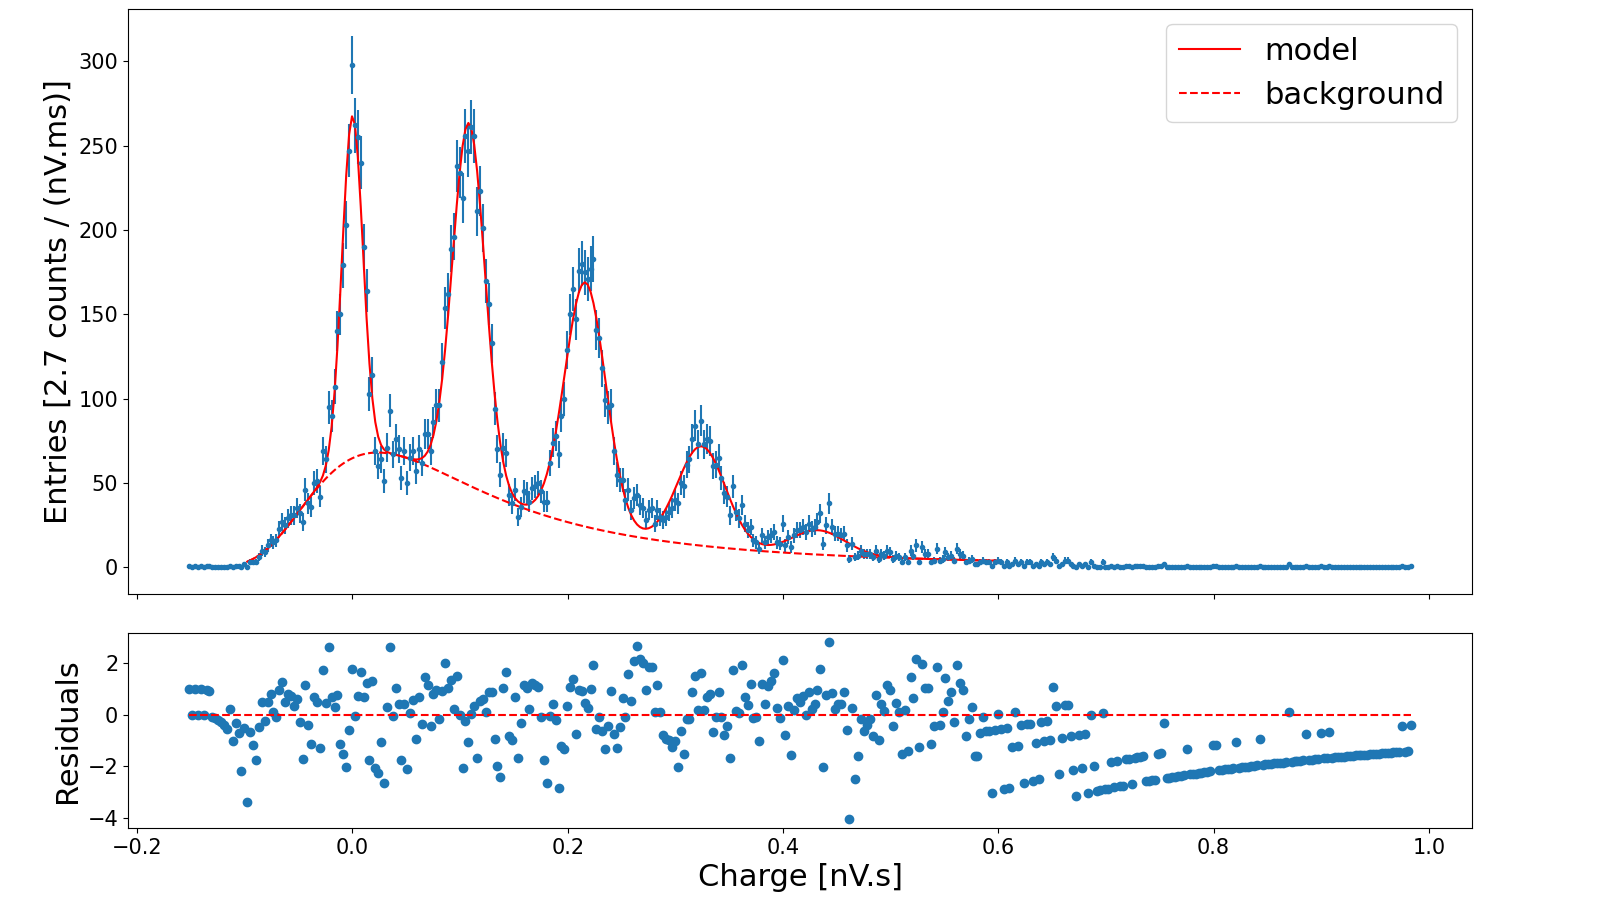 Entries [2.7 counts / (nV.ms)]
300
250
200
150
100
50
0
model
background
Residuals
2
0
−2
−4
−0.2 0.0 0.2 0.4 0.6 0.8 1.0
Charge [nV.s]